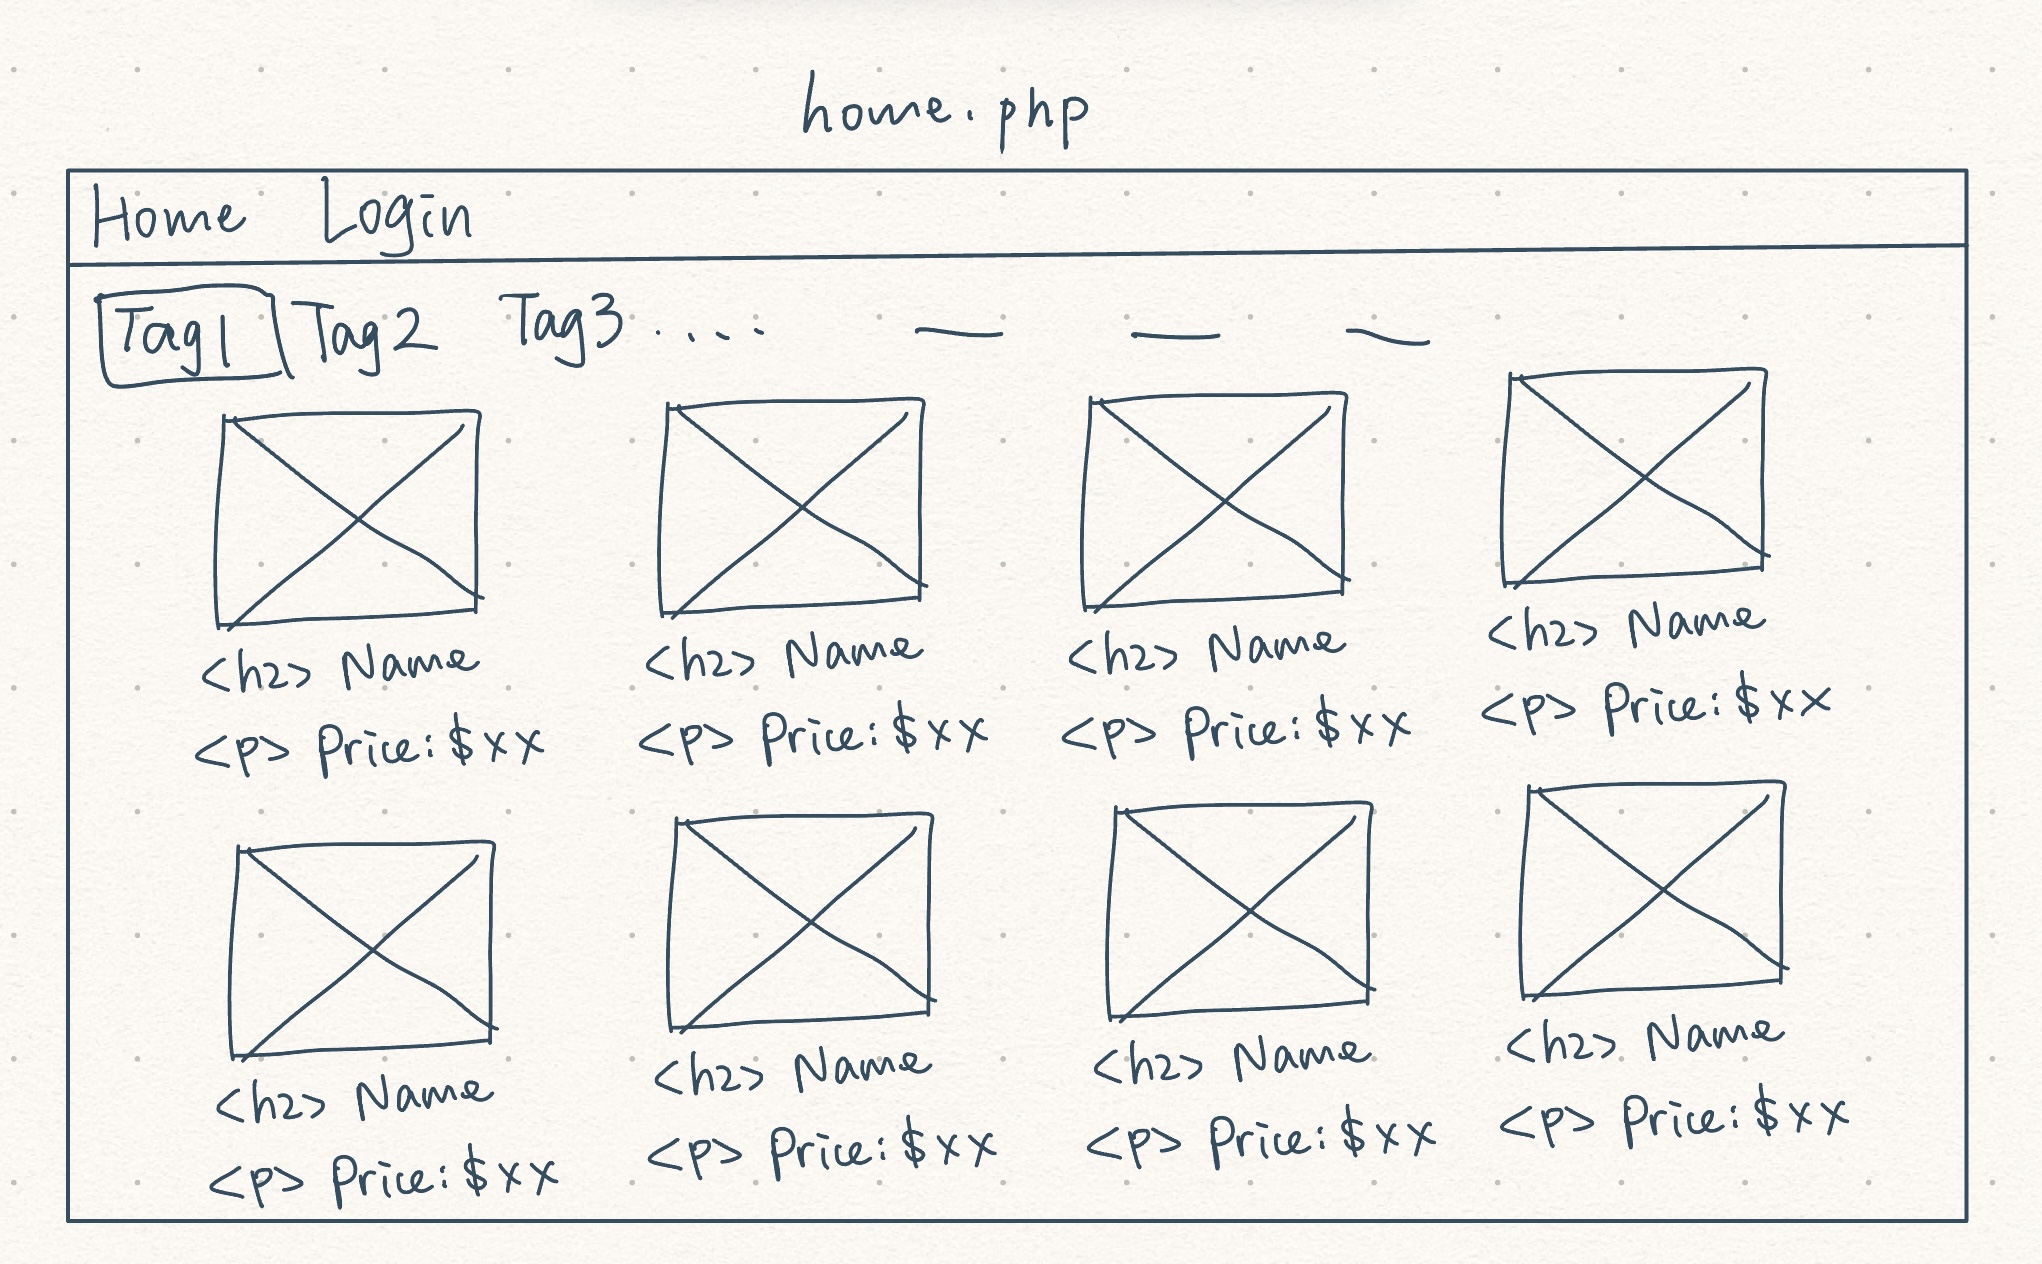 home.php
Home Login
Tag1 Tag2 Tag3 ....
<h2> Name <h2> Name <h2> Name <h2> Name
<p> Price: $xx <p> Price: $xx <p> Price: $xx <p> Price: $xx
<h2> Name <h2> Name <h2> Name <h2> Name
<p> Price: $xx <p> Price: $xx <p> Price: $xx <p> Price: $xx